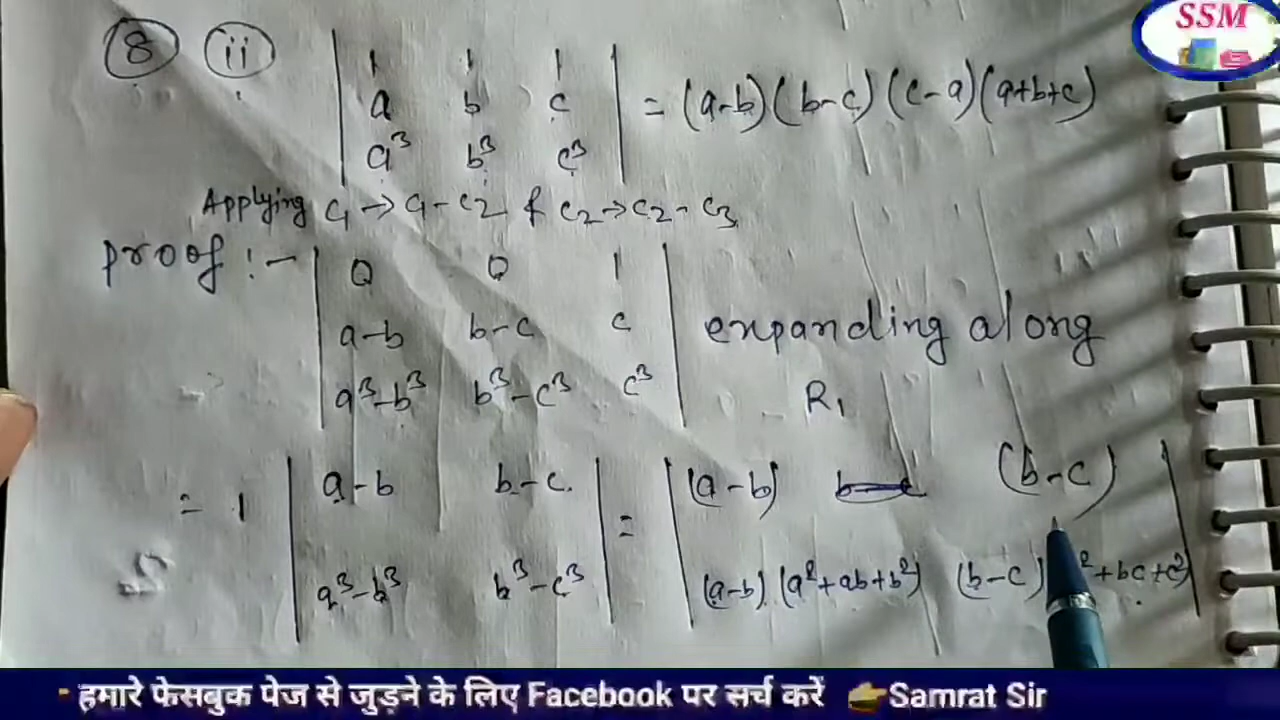 SSM
8 ii | 1 1 1 |
| a b c | = (a-b)(b-c)(c-a)(a+b+c)
| a³ b³ c³ |
Applying C₁ → C₁ - C₂ & C₂ → C₂ - C₃
Proof :- | 0 0 1 |
| a-b b-c c | expanding along
| a³-b³ b³-c³ c³ | R₁
= 1 | a-b b-c | = | (a-b) (b-c) |
| a³-b³ b³-c³ | | (a-b) (a²+ab+b²) (b-c) ²+bc+c² |
हमारे फेसबुक पेज से जुड़ने के लिए Facebook पर सर्च करें 👉Samrat Sir